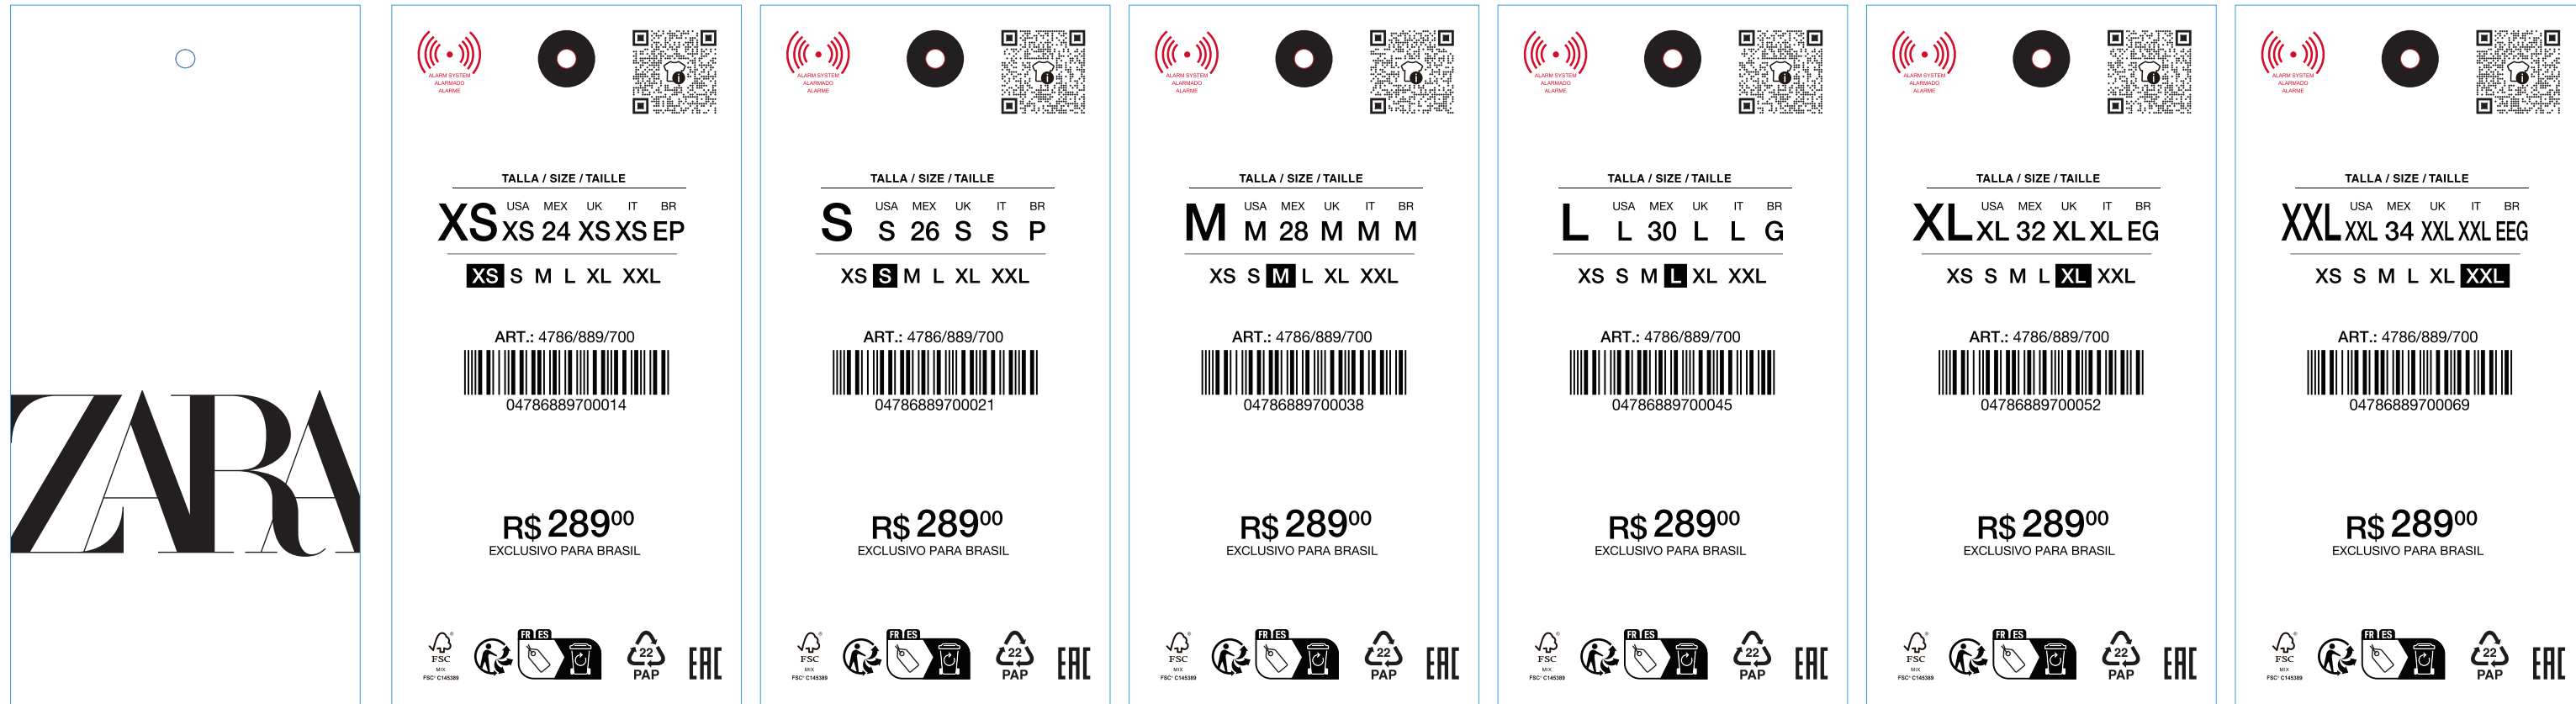 ZARA
ALARM SYSTEM
ALARMADO
ALARME
TALLA / SIZE / TAILLE
USA MEX UK IT BR
XS XS 24 XS XS EP
XS S M L XL XXL
ART.: 4786/889/700
04786889700014
R$ 28900
EXCLUSIVO PARA BRASIL
FR ES
FSC®
MIX
FSC® C145389
22
PAP
EAC
ALARM SYSTEM
ALARMADO
ALARME
TALLA / SIZE / TAILLE
USA MEX UK IT BR
S S 26 S S P
XS S M L XL XXL
ART.: 4786/889/700
04786889700021
R$ 28900
EXCLUSIVO PARA BRASIL
FR ES
FSC®
MIX
FSC® C145389
22
PAP
EAC
ALARM SYSTEM
ALARMADO
ALARME
TALLA / SIZE / TAILLE
USA MEX UK IT BR
M M 28 M M M
XS S M L XL XXL
ART.: 4786/889/700
04786889700038
R$ 28900
EXCLUSIVO PARA BRASIL
FR ES
FSC®
MIX
FSC® C145389
22
PAP
EAC
ALARM SYSTEM
ALARMADO
ALARME
TALLA / SIZE / TAILLE
USA MEX UK IT BR
L L 30 L L G
XS S M L XL XXL
ART.: 4786/889/700
04786889700045
R$ 28900
EXCLUSIVO PARA BRASIL
FR ES
FSC®
MIX
FSC® C145389
22
PAP
EAC
ALARM SYSTEM
ALARMADO
ALARME
TALLA / SIZE / TAILLE
USA MEX UK IT BR
XL XL 32 XL XL EG
XS S M L XL XXL
ART.: 4786/889/700
04786889700052
R$ 28900
EXCLUSIVO PARA BRASIL
FR ES
FSC®
MIX
FSC® C145389
22
PAP
EAC
ALARM SYSTEM
ALARMADO
ALARME
TALLA / SIZE / TAILLE
USA MEX UK IT BR
XXL XXL 34 XXL XXL EEG
XS S M L XL XXL
ART.: 4786/889/700
04786889700069
R$ 28900
EXCLUSIVO PARA BRASIL
FR ES
FSC®
MIX
FSC® C145389
22
PAP
EAC